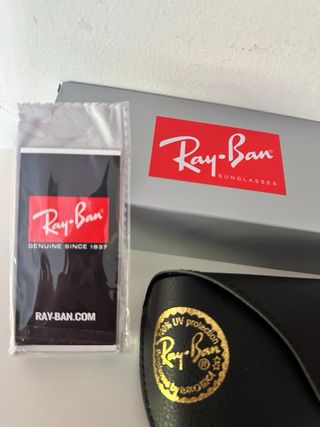 Ray-Ban
SUNGLASSES
Ray-Ban
GENUINE SINCE 1937
RAY-BAN.COM
100% UV protection
Ray-Ban
®